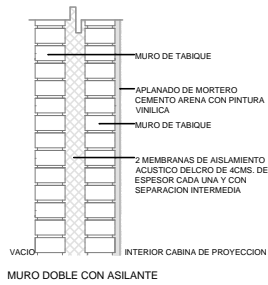 MURO DE TABIQUE
APLANADO DE MORTERO
CEMENTO ARENA CON PINTURA
VINILICA
MURO DE TABIQUE
2 MEMBRANAS DE AISLAMIENTO
ACUSTICO DELCRO DE 4CMS. DE
ESPESOR CADA UNA Y CON
SEPARACION INTERMEDIA
VACIO
INTERIOR CABINA DE PROYECCION
MURO DOBLE CON ASILANTE